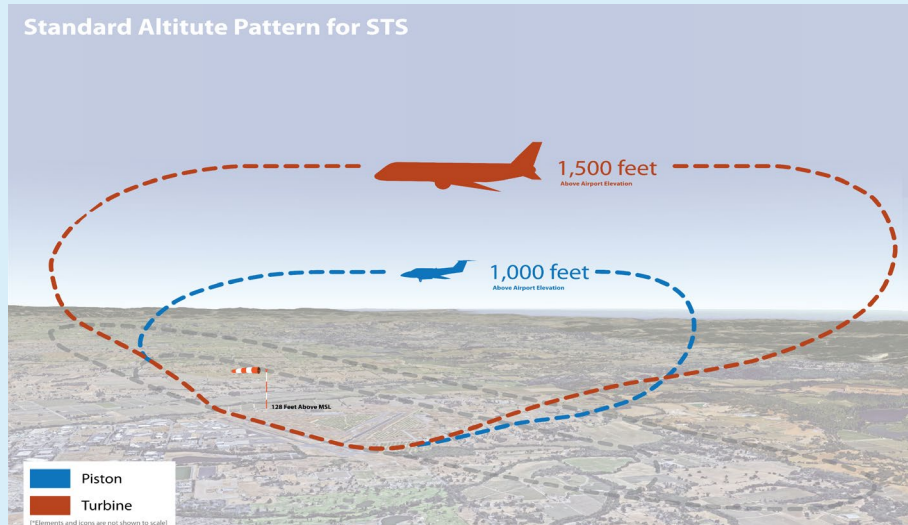 Standard Altitute Pattern for STS
1,500 feet
Above Airport Elevation
1,000 feet
Above Airport Elevation
128 Feet Above MSL
Piston
Turbine
(*Elements and icons are not shown to scale)